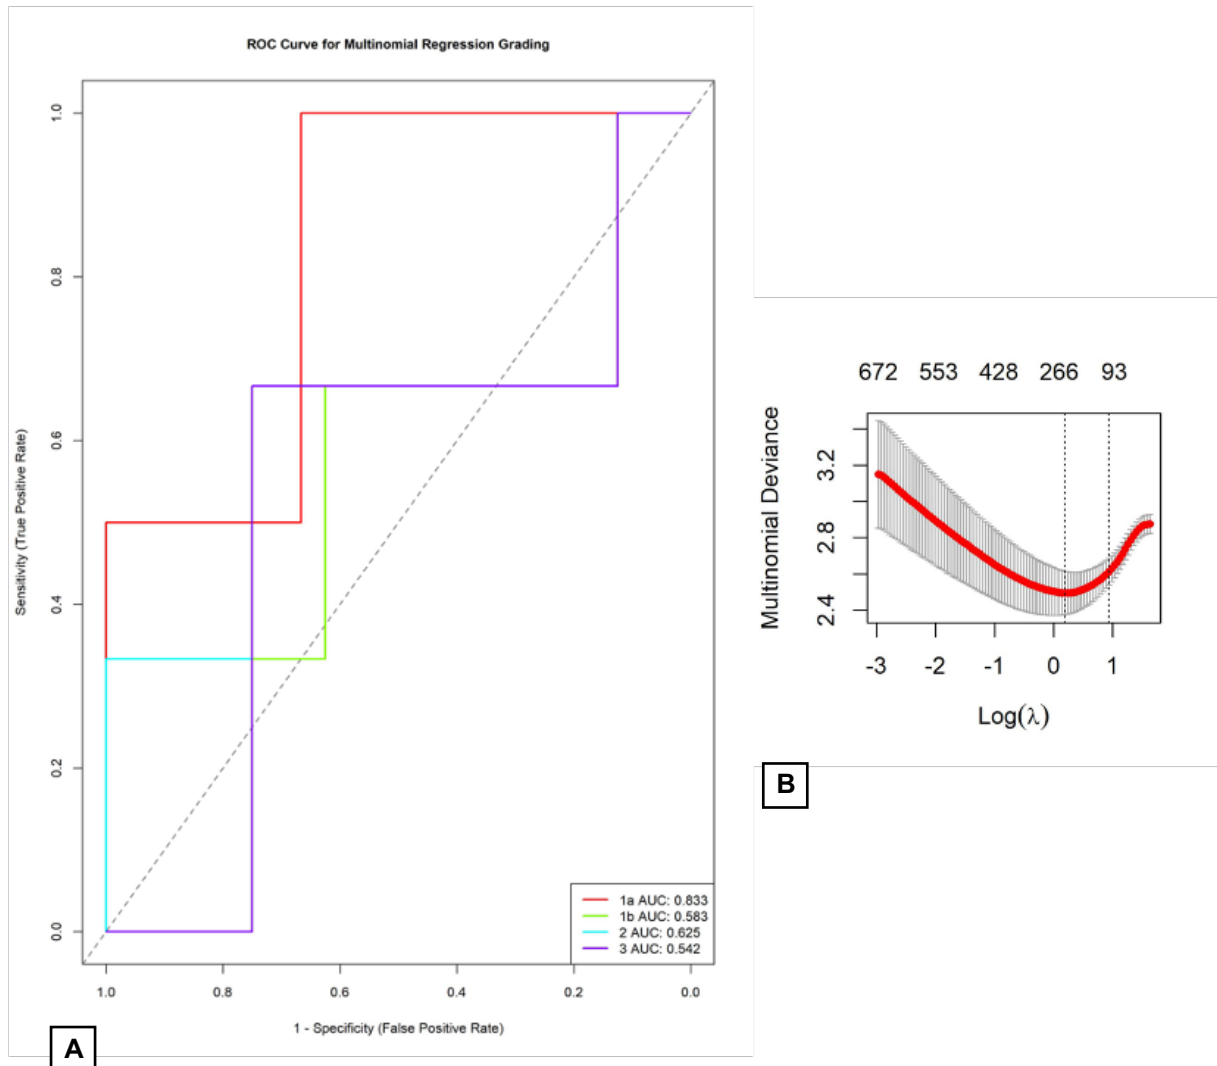 ROC Curve for Multinomial Regression Grading
Sensitivity (True Positive Rate)
1.0
0.8
0.6
0.4
0.2
0.0
1.0 0.8 0.6 0.4 0.2 0.0
1 - Specificity (False Positive Rate)
1a AUC: 0.833
1b AUC: 0.583
2 AUC: 0.625
3 AUC: 0.542
A
672 553 428 266 93
Multinomial Deviance
3.2
2.8
2.4
-3 -2 -1 0 1
Log(λ)
B